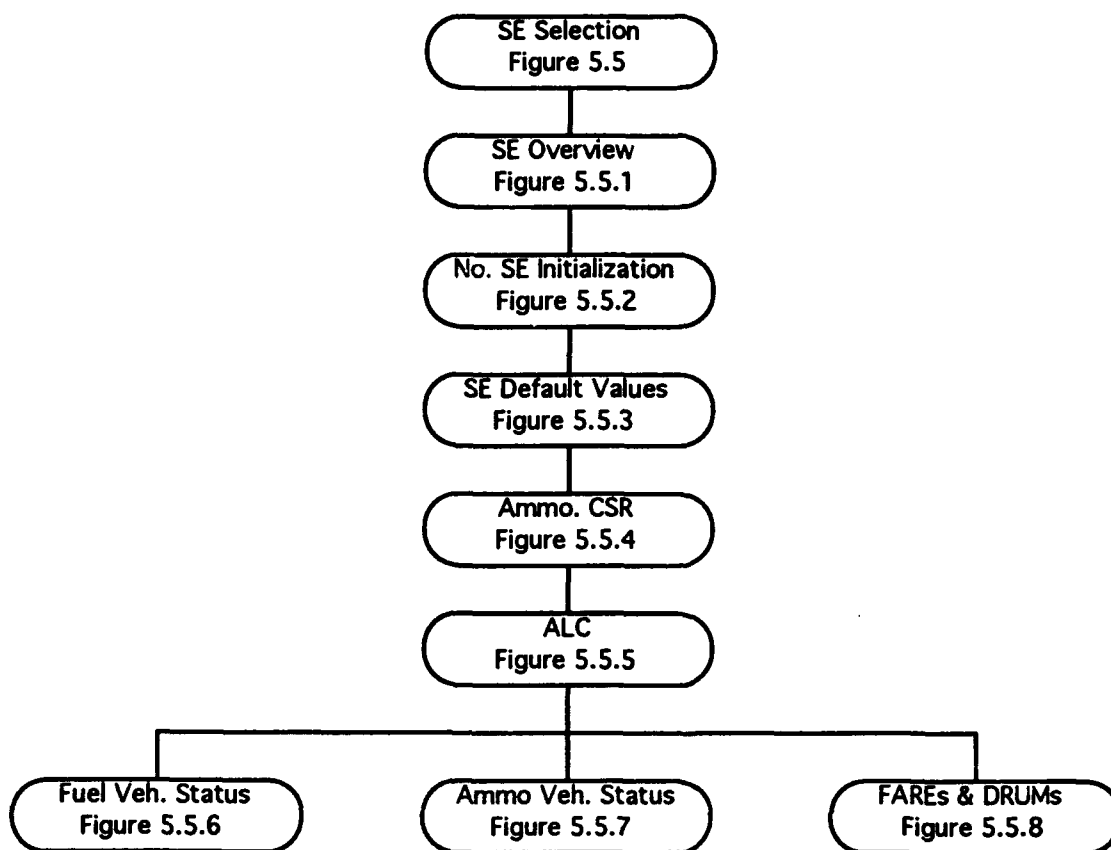 SE Selection
Figure 5.5
SE Overview
Figure 5.5.1
No. SE Initialization
Figure 5.5.2
SE Default Values
Figure 5.5.3
Ammo. CSR
Figure 5.5.4
ALC
Figure 5.5.5
Fuel Veh. Status
Figure 5.5.6
Ammo Veh. Status
Figure 5.5.7
FAREs & DRUMs
Figure 5.5.8